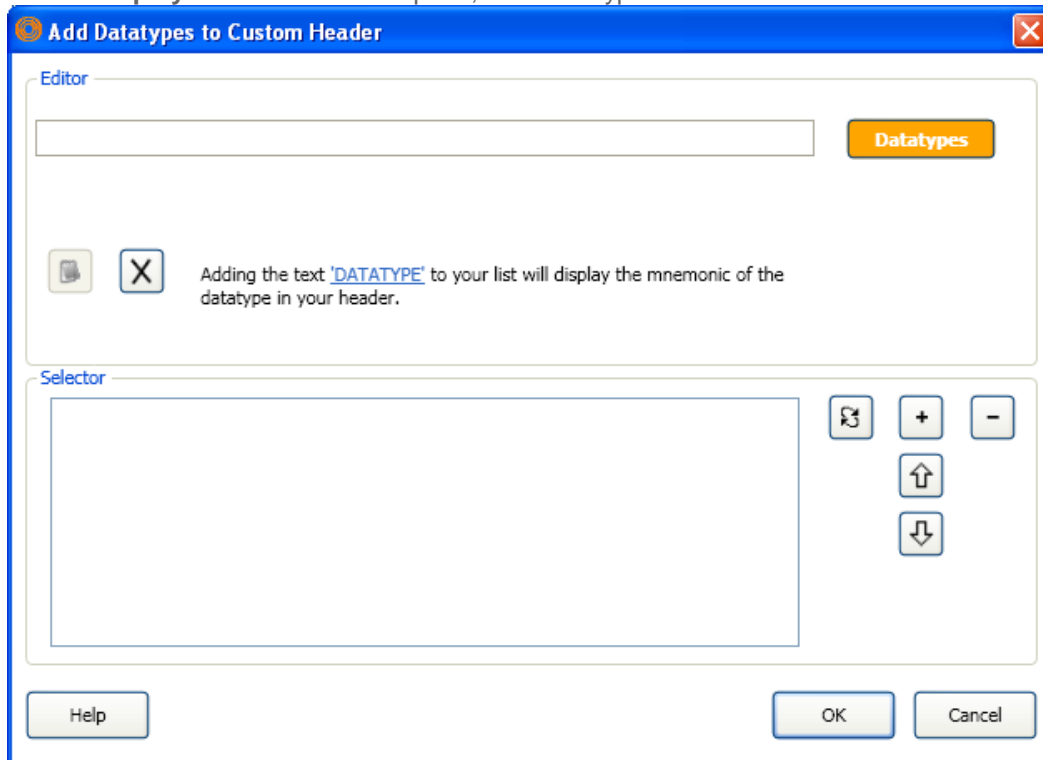 Add Datatypes to Custom Header
Editor
Datatypes
X
Adding the text 'DATATYPE' to your list will display the mnemonic of the
datatype in your header.
Selector
+ -
Help OK Cancel